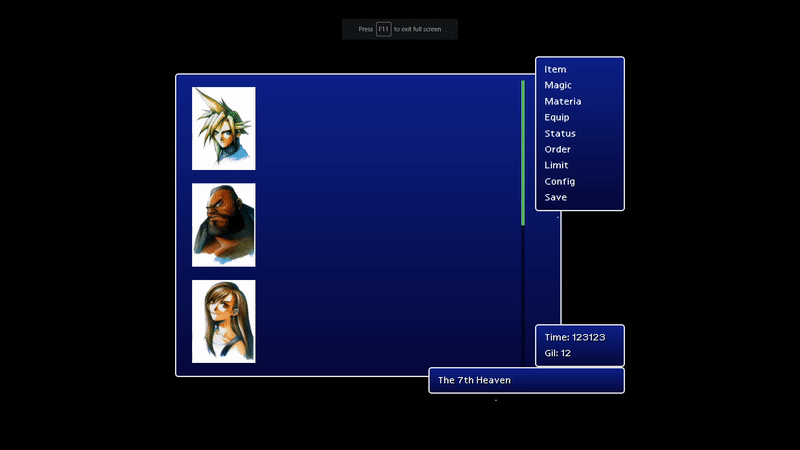 Press F11 to exit full screen
Item
Magic
Materia
Equip
Status
Order
Limit
Config
Save
Time: 123123
Gil: 12
The 7th Heaven